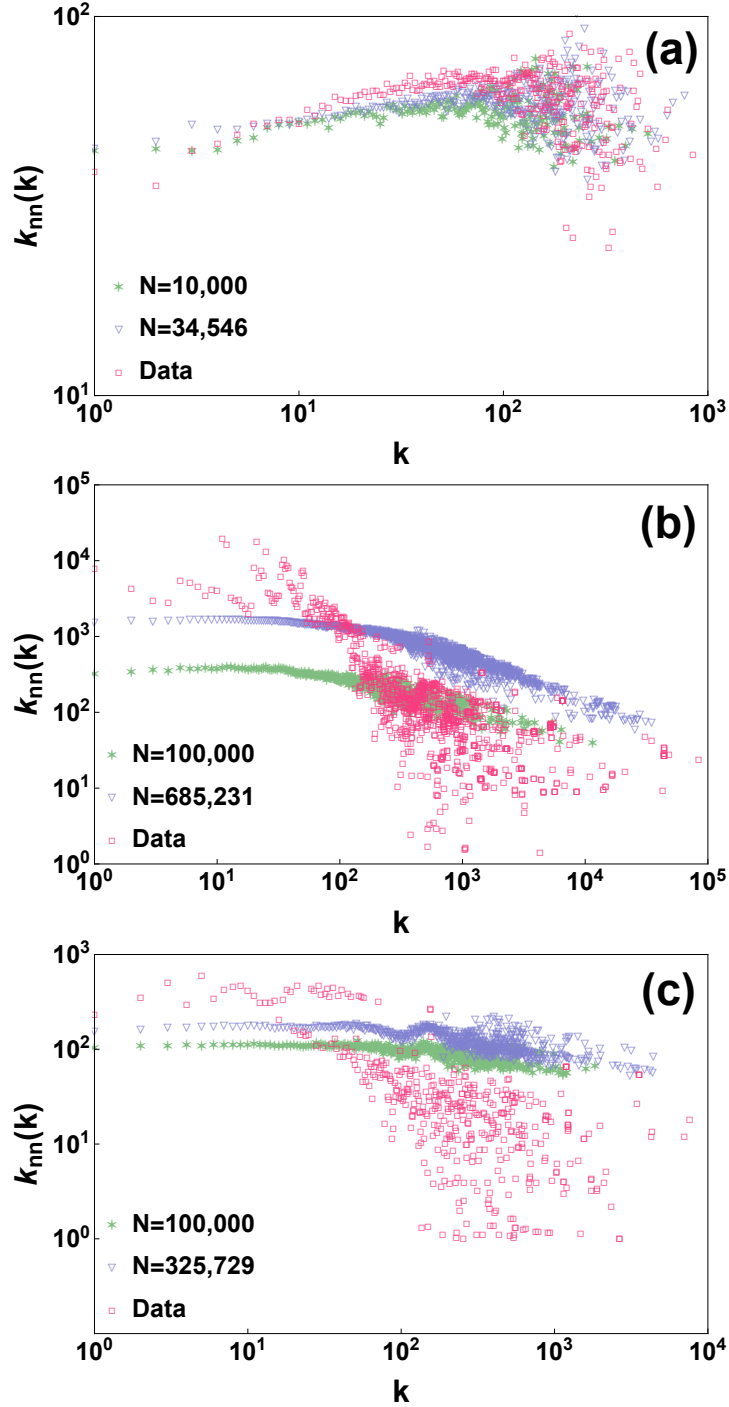 10²
(a)
k_nn(k)
N=10,000
N=34,546
Data
10¹
10⁰ 10¹ 10² 10³
k
10⁵
(b)
10⁴
10³
k_nn(k)
10²
N=100,000
10¹
N=685,231
Data
10⁰
10⁰ 10¹ 10² 10³ 10⁴ 10⁵
k
10³
(c)
10²
k_nn(k)
10¹
N=100,000
10⁰
N=325,729
Data
10⁰ 10¹ 10² 10³ 10⁴
k